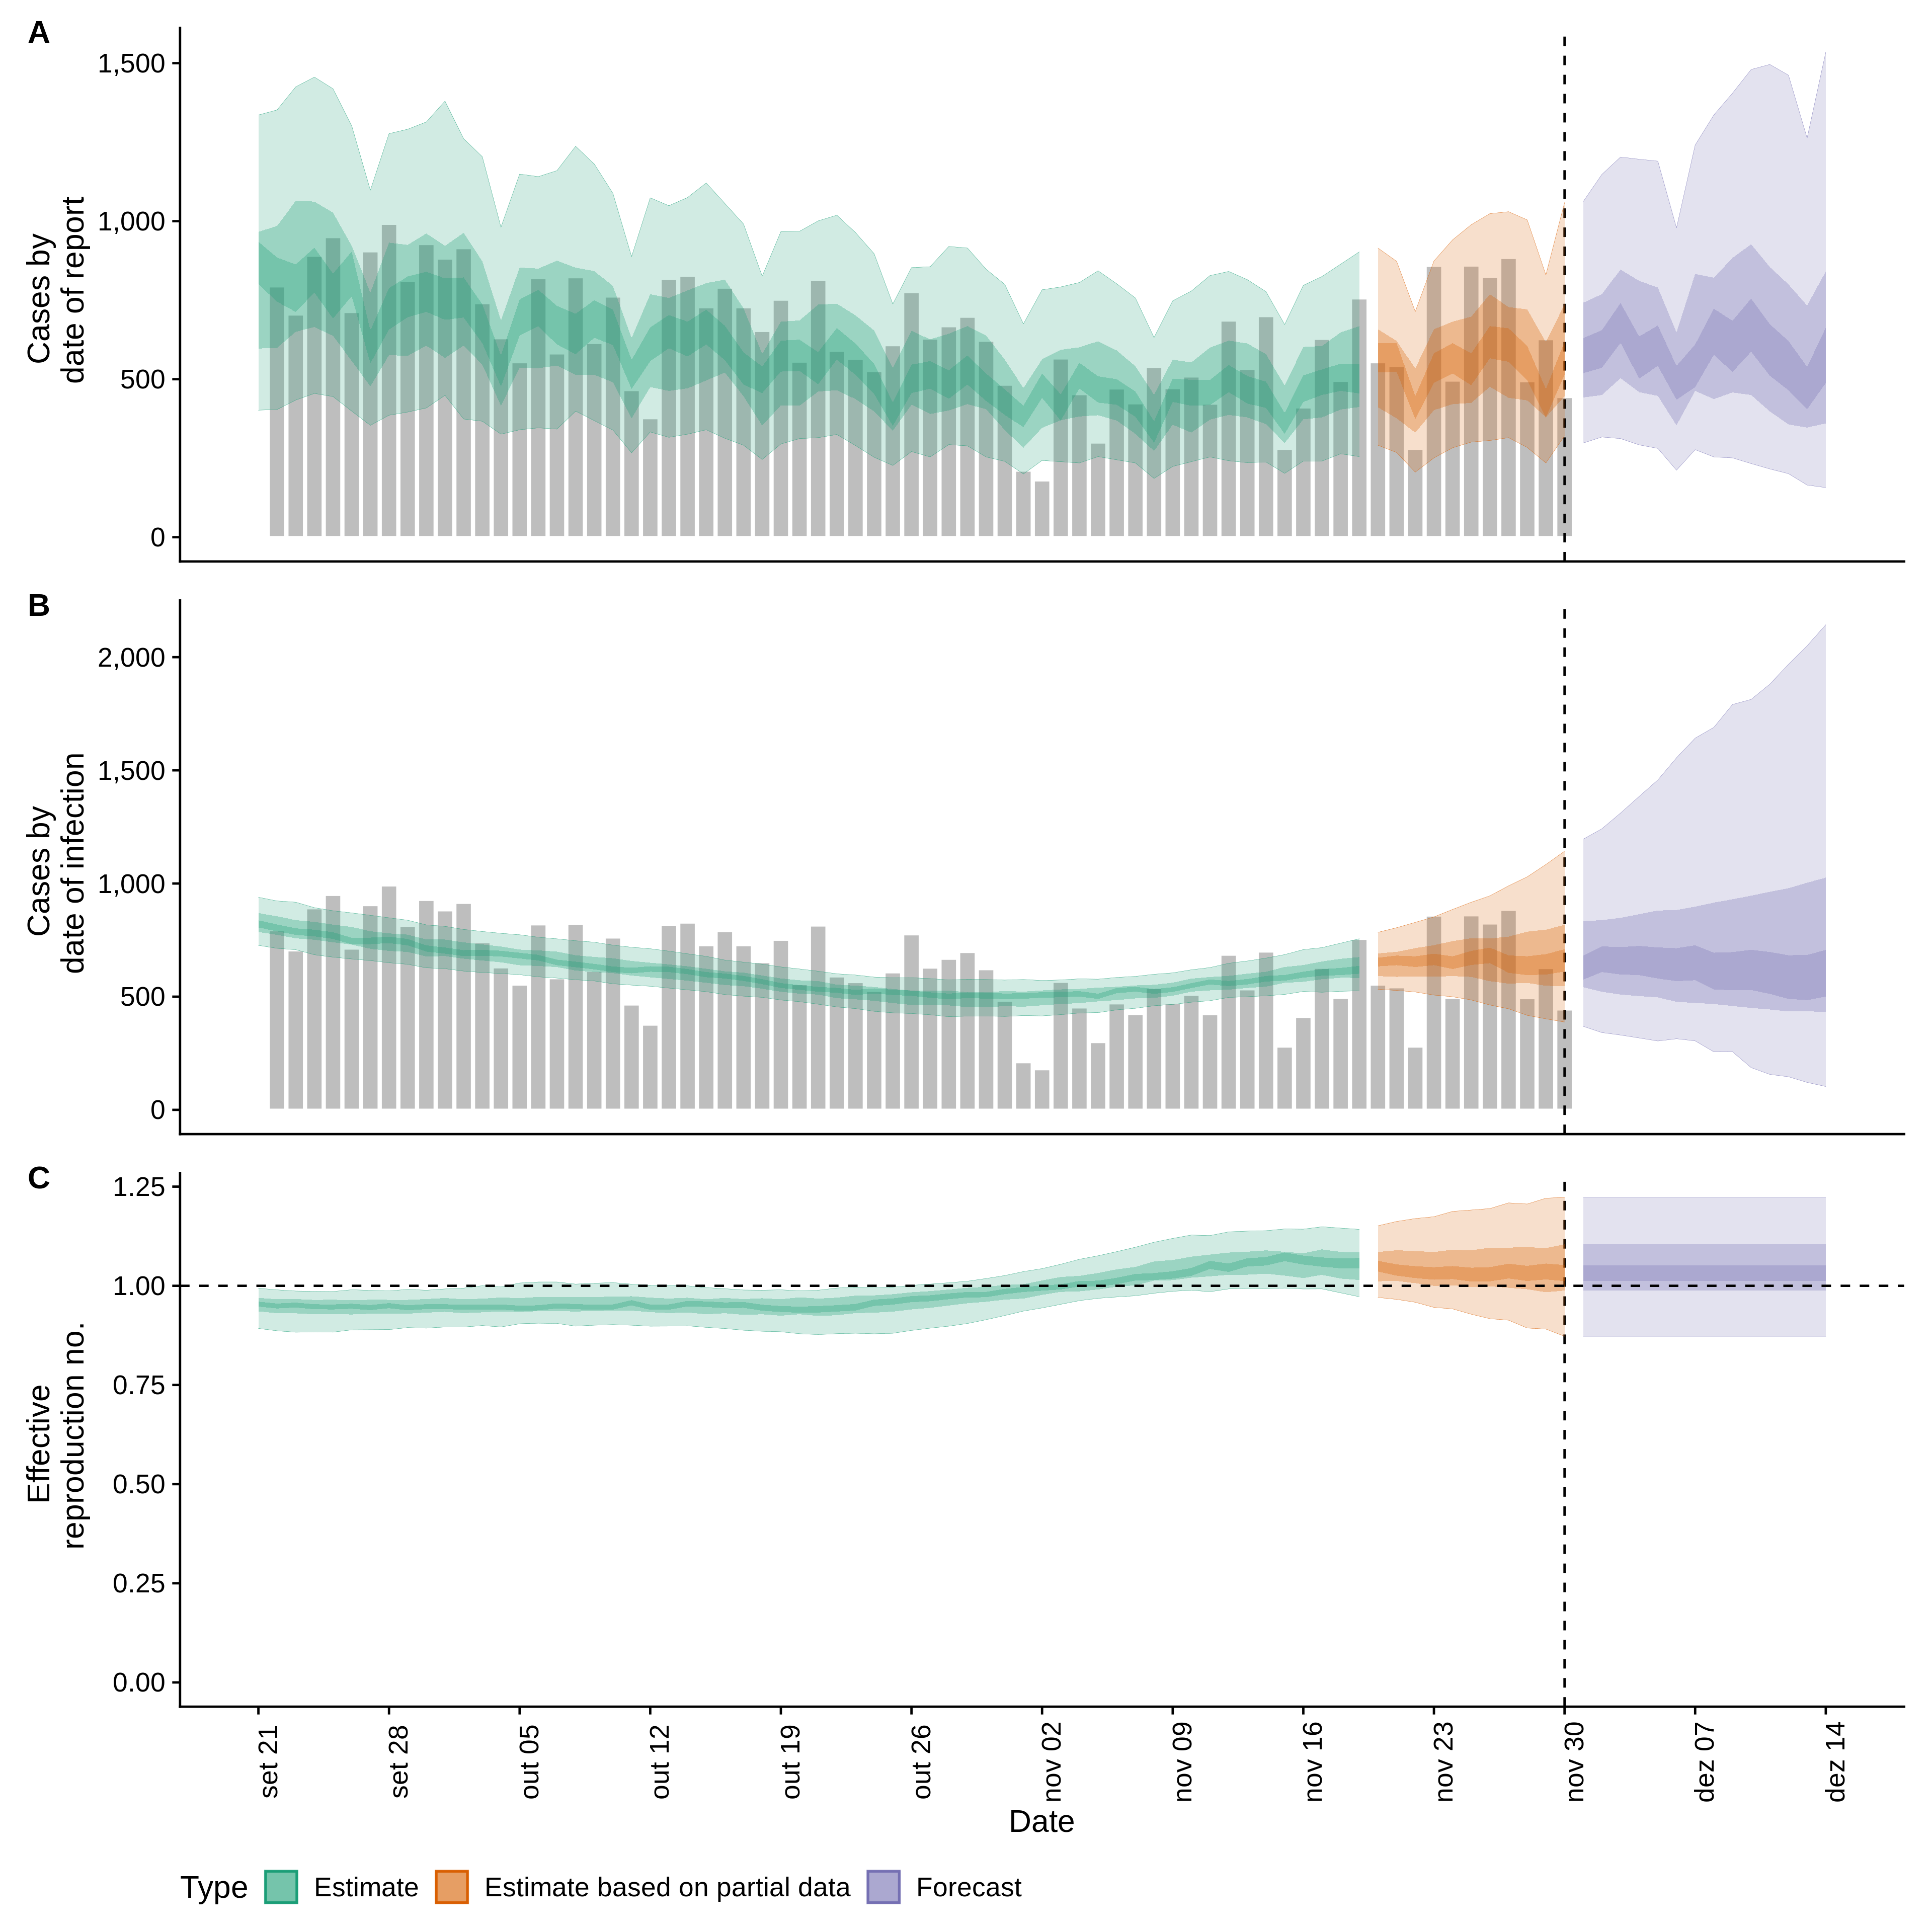 A
1,500
1,000
500
0
Cases by
date of report
B
2,000
1,500
1,000
500
0
Cases by
date of infection
C
1.25
1.00
0.75
0.50
0.25
0.00
Effective
reproduction no.
set 21
set 28
out 05
out 12
out 19
out 26
nov 02
nov 09
nov 16
nov 23
nov 30
dez 07
dez 14
Date
Type Estimate Estimate based on partial data Forecast